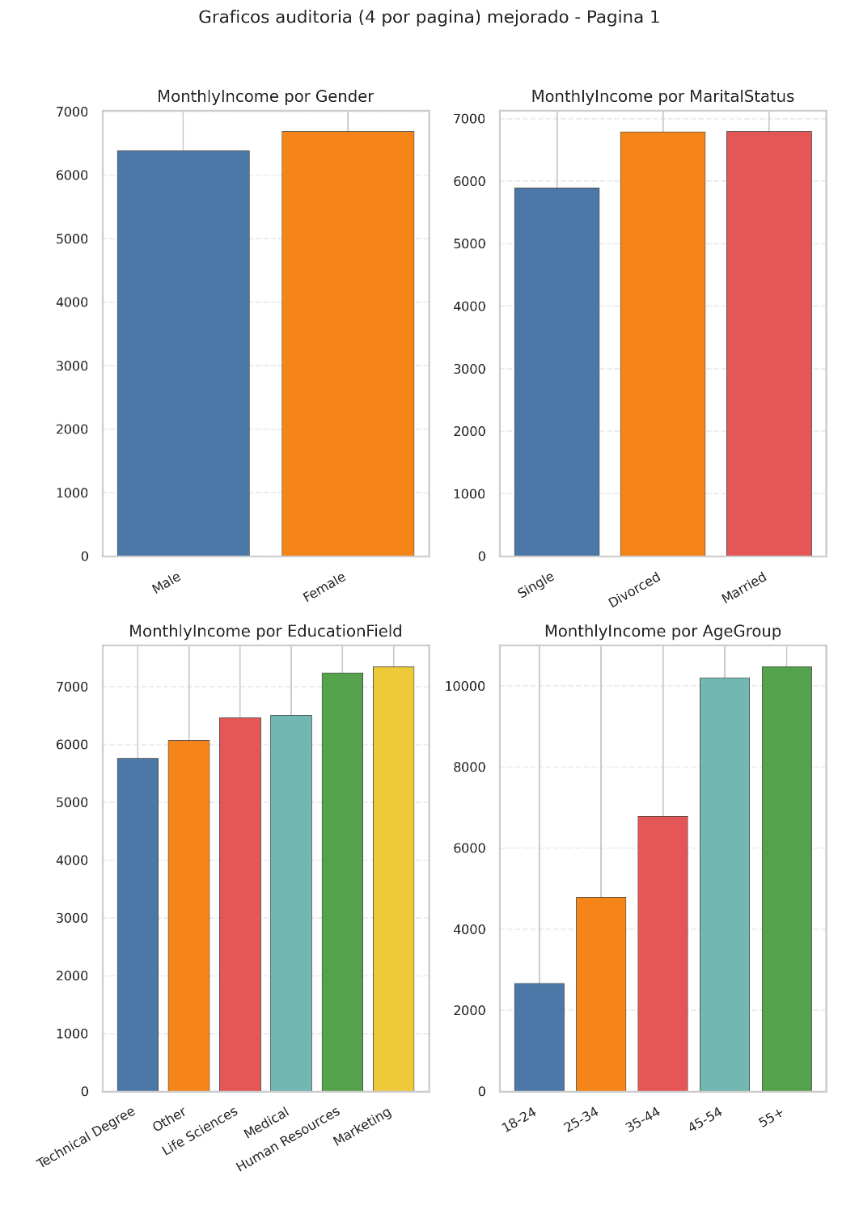 Graficos auditoria (4 por pagina) mejorado - Pagina 1
MonthlyIncome por Gender
7000
6000
5000
4000
3000
2000
1000
0
Male
Female
MonthlyIncome por MaritalStatus
7000
6000
5000
4000
3000
2000
1000
0
Single
Divorced
Married
MonthlyIncome por EducationField
7000
6000
5000
4000
3000
2000
1000
0
Technical Degree
Other
Life Sciences
Medical
Human Resources
Marketing
MonthlyIncome por AgeGroup
10000
8000
6000
4000
2000
0
18-24
25-34
35-44
45-54
55+